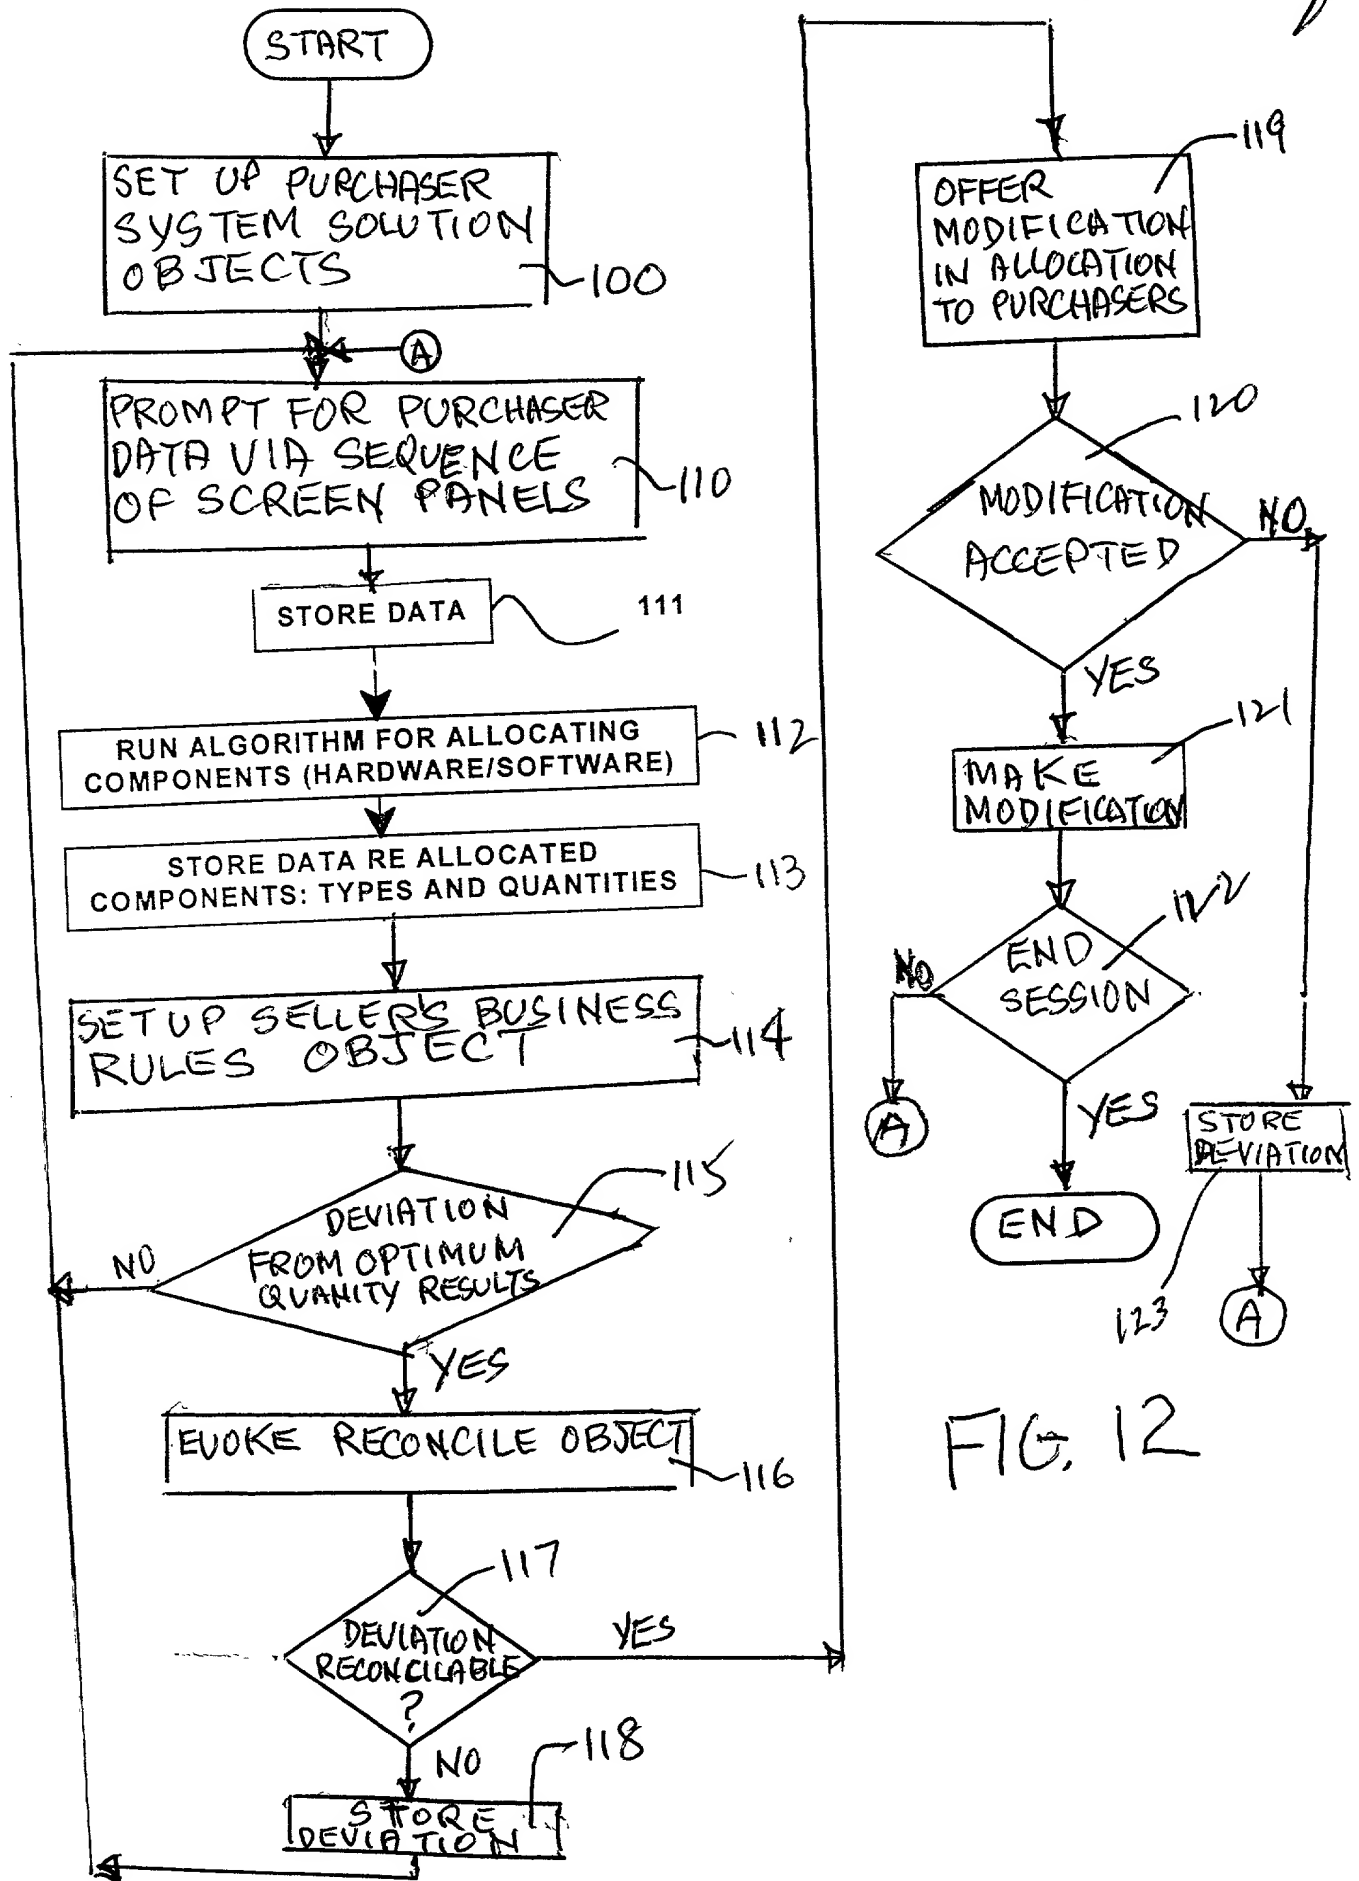 START
SET UP PURCHASER
SYSTEM SOLUTION
OBJECTS
100
A
PROMPT FOR PURCHASER
DATA VIA SEQUENCE
OF SCREEN PANELS
110
STORE DATA
111
RUN ALGORITHM FOR ALLOCATING
COMPONENTS (HARDWARE/SOFTWARE)
112
STORE DATA RE ALLOCATED
COMPONENTS: TYPES AND QUANTITIES
113
SETUP SELLER'S BUSINESS
RULES OBJECT
114
DEVIATION
FROM OPTIMUM
QUANITY RESULTS
115
NO
YES
EVOKE RECONCILE OBJECT
116
DEVIATION
RECONCILABLE
?
117
YES
NO
STORE
DEVIATION
118
OFFER
MODIFICATION
IN ALLOCATION
TO PURCHASERS
119
MODIFICATION
ACCEPTED
120
NO
YES
MAKE
MODIFICATION
121
END
SESSION
122
NO
A
YES
END
STORE
DEVIATION
123
A
FIG. 12